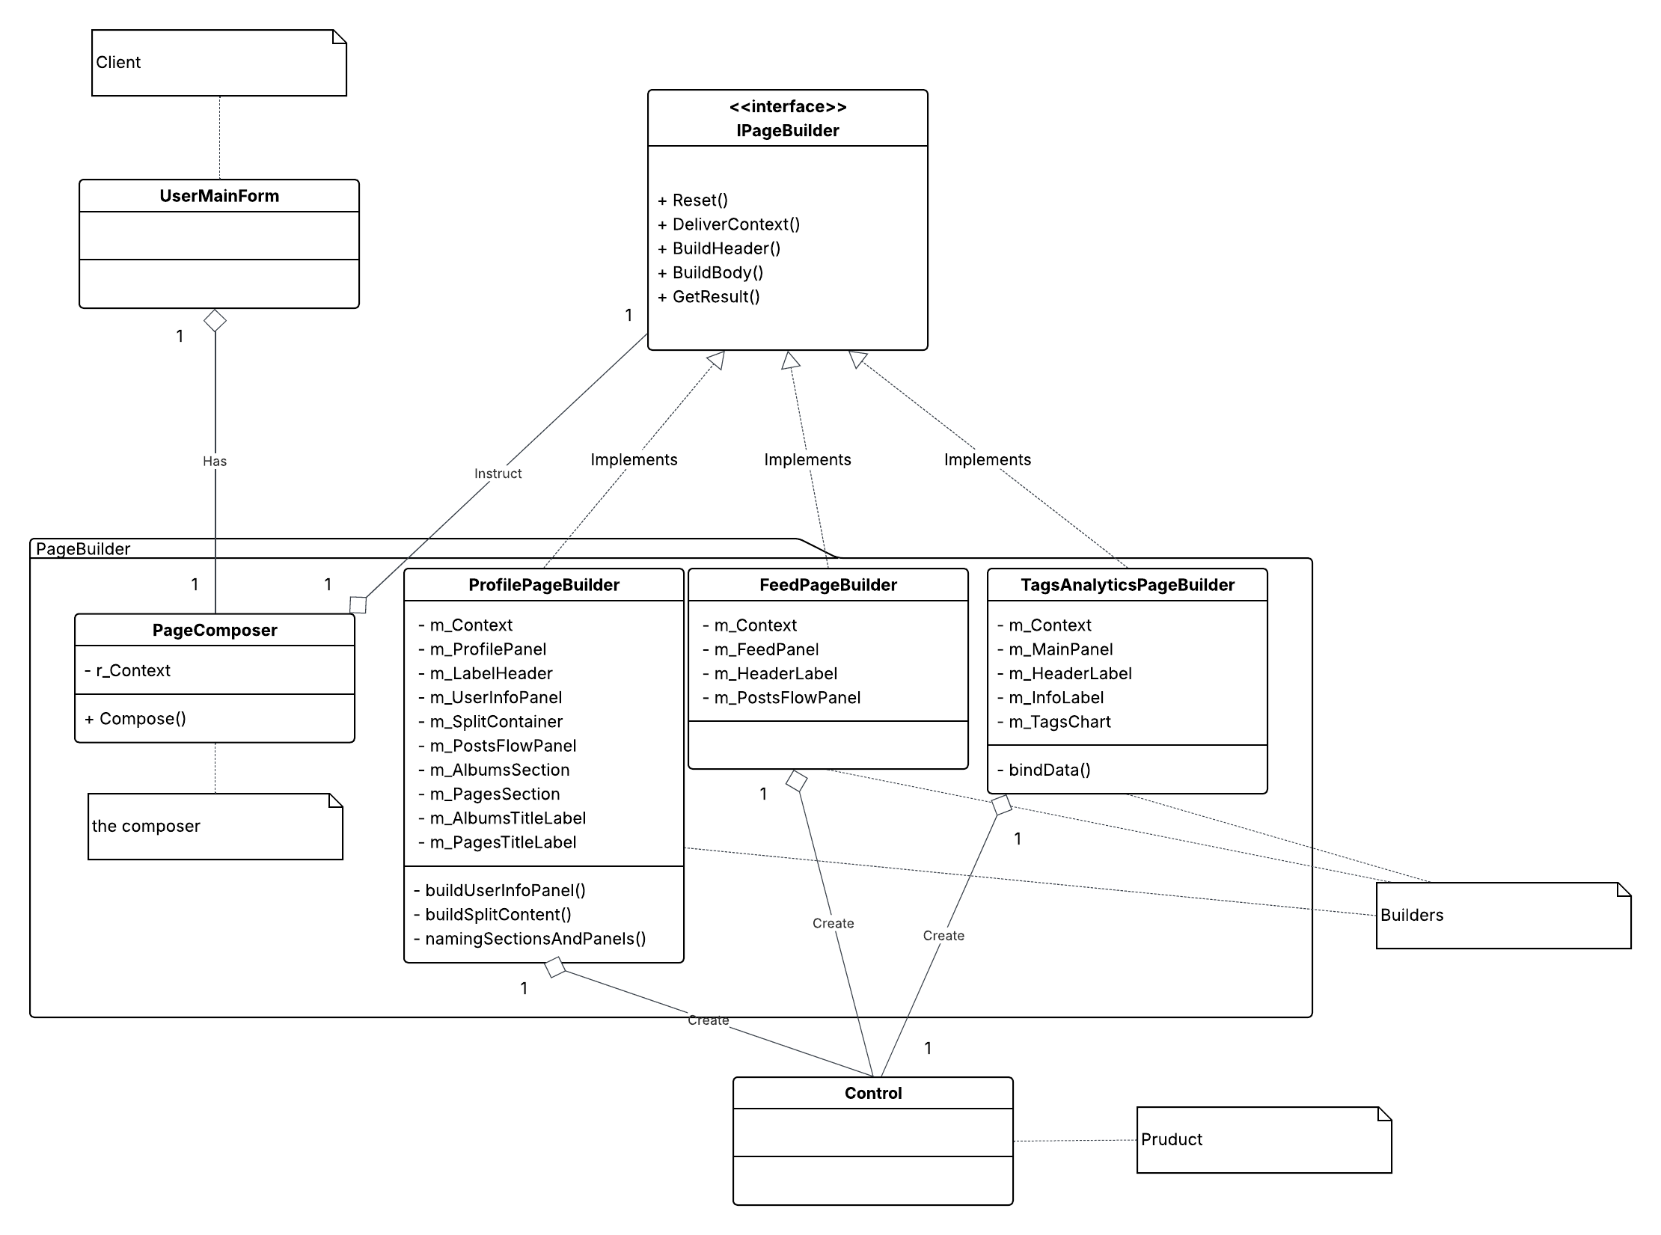 Client
UserMainForm
1
Has
<<interface>>
IPageBuilder
+ Reset()
+ DeliverContext()
+ BuildHeader()
+ BuildBody()
+ GetResult()
1
Instruct
Implements
Implements
Implements
PageBuilder
1
1
PageComposer
- r_Context
+ Compose()
the composer
ProfilePageBuilder
- m_Context
- m_ProfilePanel
- m_LabelHeader
- m_UserInfoPanel
- m_SplitContainer
- m_PostsFlowPanel
- m_AlbumsSection
- m_PagesSection
- m_AlbumsTitleLabel
- m_PagesTitleLabel
- buildUserInfoPanel()
- buildSplitContent()
- namingSectionsAndPanels()
1
Create
FeedPageBuilder
- m_Context
- m_FeedPanel
- m_HeaderLabel
- m_PostsFlowPanel
1
Create
TagsAnalyticsPageBuilder
- m_Context
- m_MainPanel
- m_HeaderLabel
- m_InfoLabel
- m_TagsChart
- bindData()
1
Create
Builders
1
Control
Pruduct